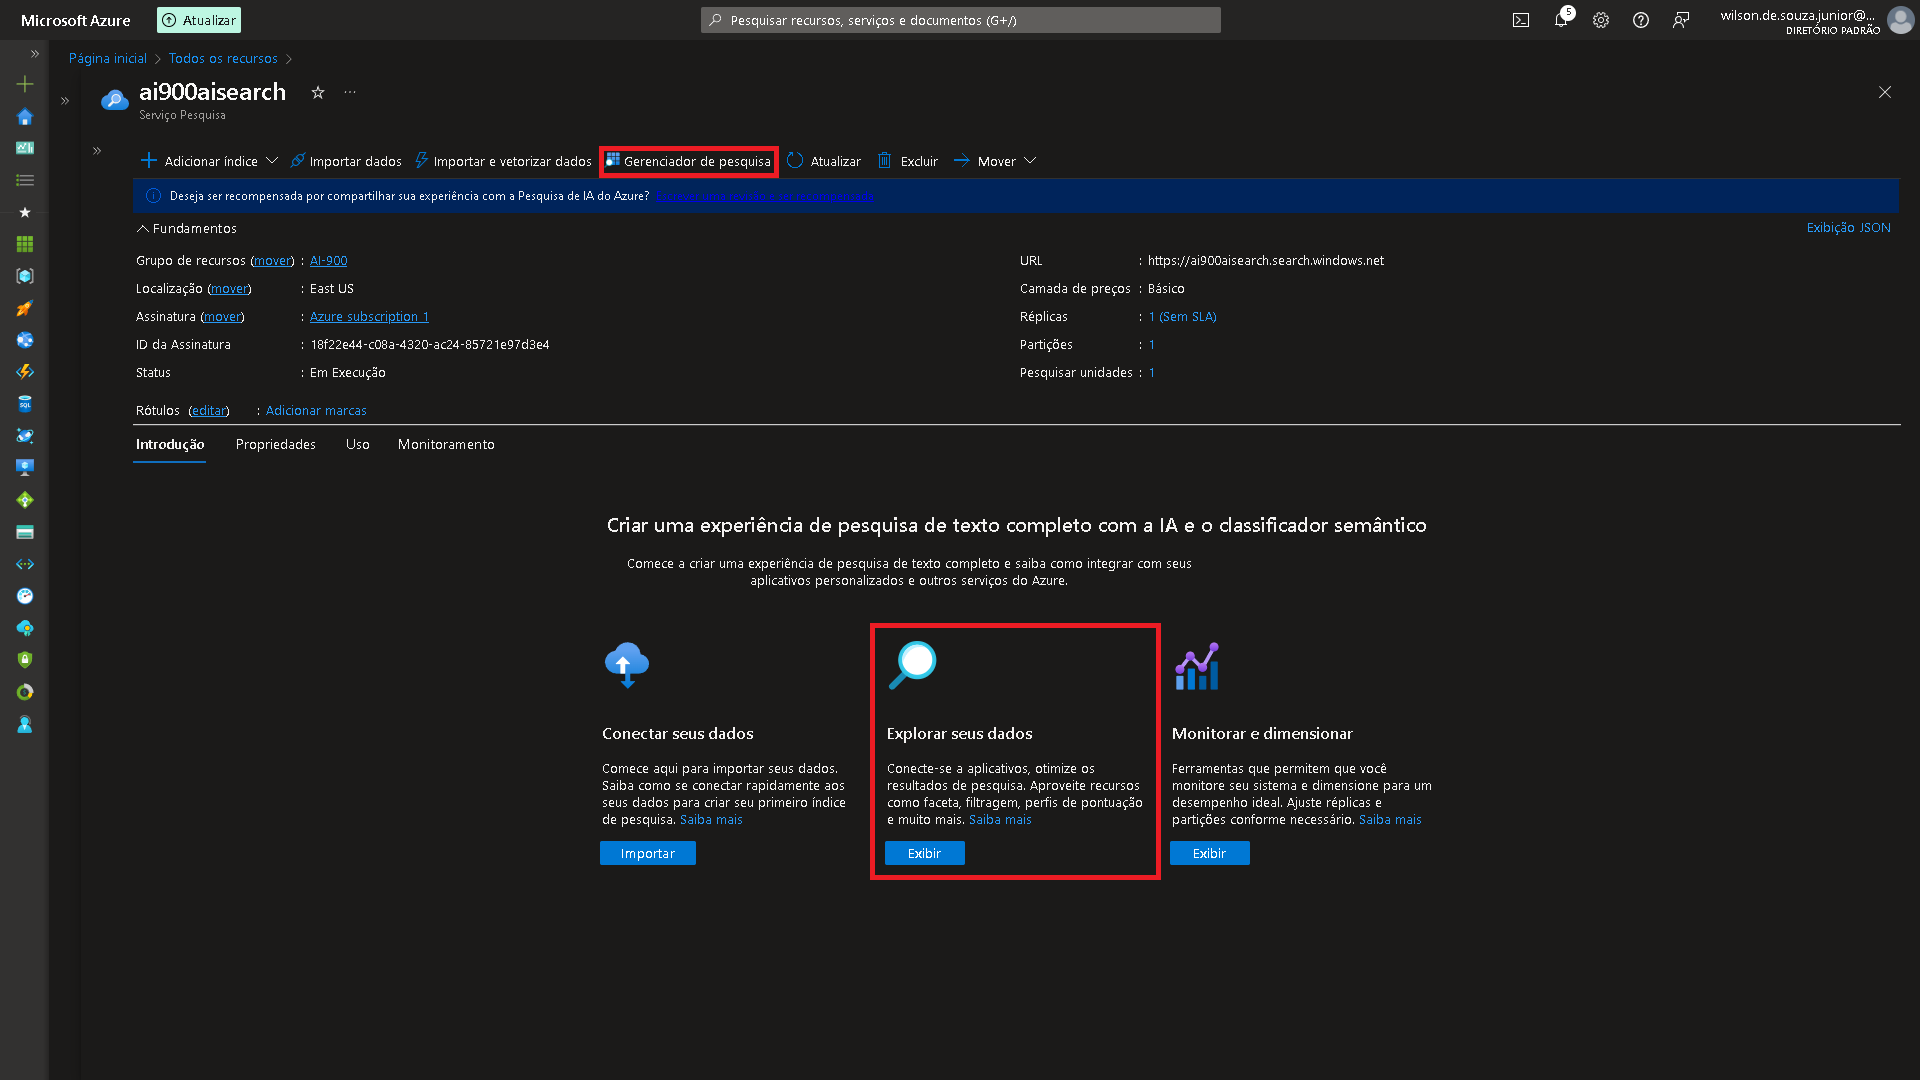 Microsoft Azure
Atualizar
Pesquisar recursos, serviços e documentos (G+/)
5
wilson.de.souza.junior@...
DIRETÓRIO PADRÃO
Página inicial > Todos os recursos >
ai900aisearch
Serviço Pesquisa
Adicionar índice
Importar dados
Importar e vetorizar dados
Gerenciador de pesquisa
Atualizar
Excluir
Mover
Deseja ser recompensada por compartilhar sua experiência com a Pesquisa de IA do Azure?
Fundamentos
Exibição JSON
Grupo de recursos (mover) : AI-900
Localização (mover) : East US
Assinatura (mover) : Azure subscription 1
ID da Assinatura : 18f22e44-c08a-4320-ac24-85721e97d3e4
Status : Em Execução
URL : https://ai900aisearch.search.windows.net
Camada de preços : Básico
Réplicas : 1 (Sem SLA)
Partições : 1
Pesquisar unidades : 1
Rótulos (editar) : Adicionar marcas
Introdução
Propriedades
Uso
Monitoramento
Criar uma experiência de pesquisa de texto completo com a IA e o classificador semântico
Comece a criar uma experiência de pesquisa de texto completo e saiba como integrar com seus
aplicativos personalizados e outros serviços do Azure.
Conectar seus dados
Comece aqui para importar seus dados.
Saiba como se conectar rapidamente aos
seus dados para criar seu primeiro índice
de pesquisa. Saiba mais
Importar
Explorar seus dados
Conecte-se a aplicativos, otimize os
resultados de pesquisa. Aproveite recursos
como faceta, filtragem, perfis de pontuação
e muito mais. Saiba mais
Exibir
Monitorar e dimensionar
Ferramentas que permitem que você
monitore seu sistema e dimensione para um
desempenho ideal. Ajuste réplicas e
partições conforme necessário. Saiba mais
Exibir